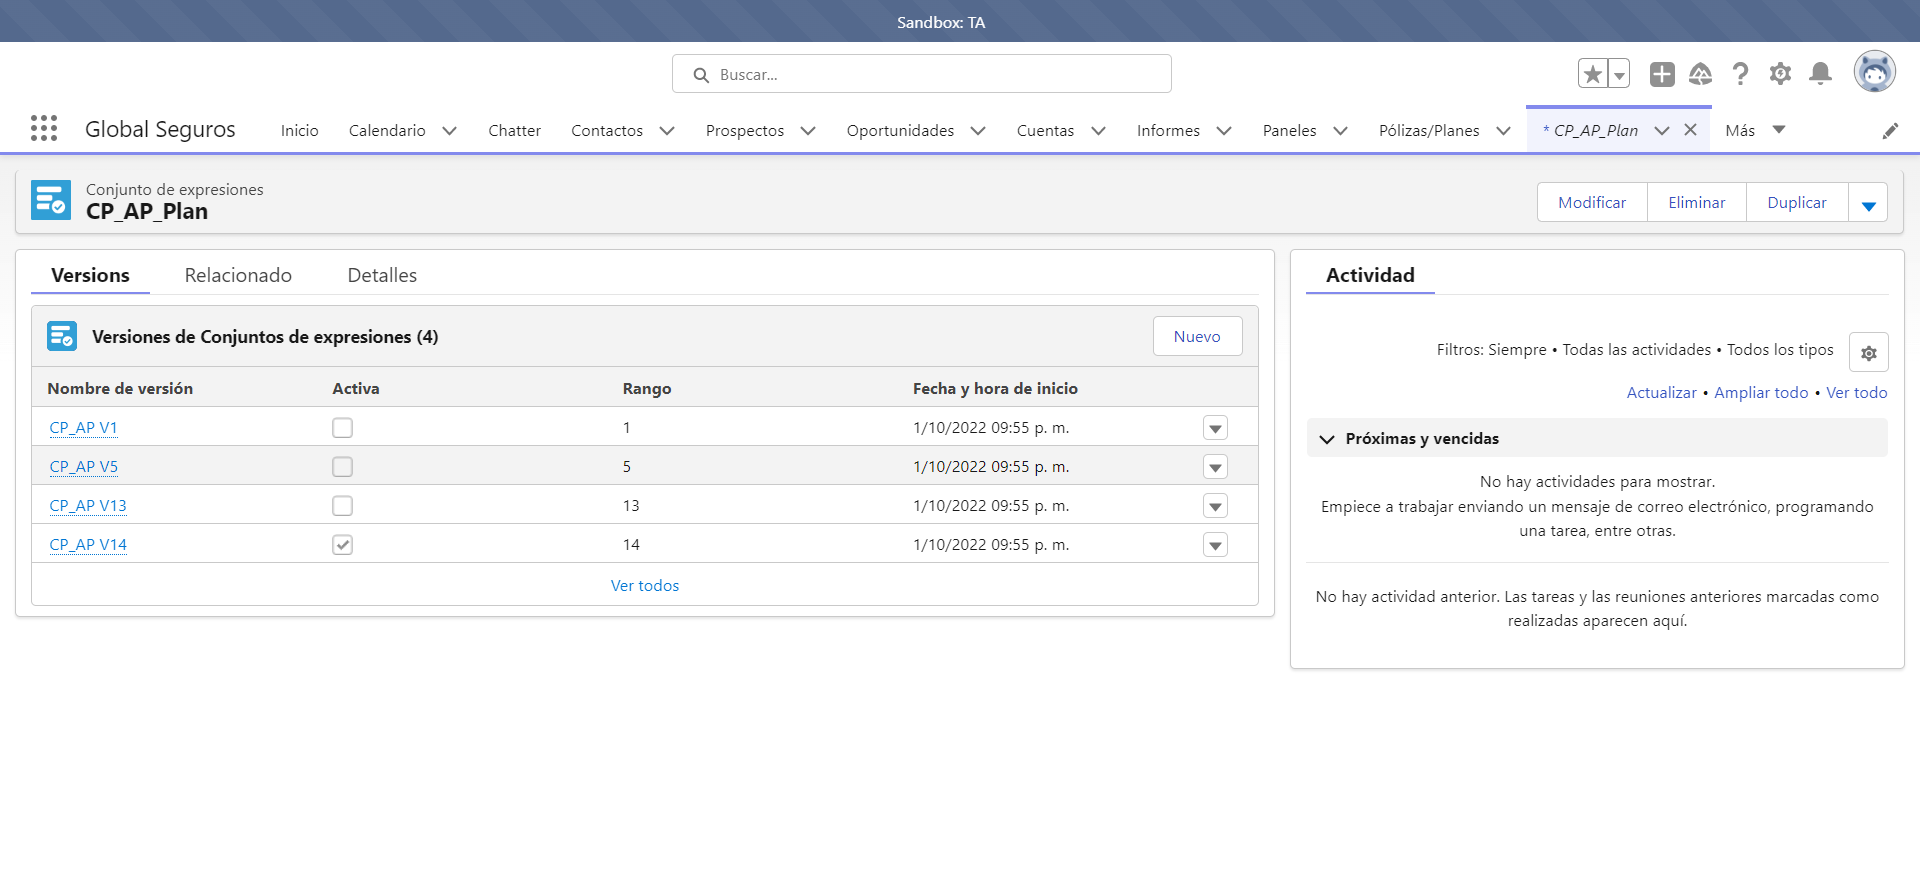 Sandbox: TA
Buscar...
Global Seguros
Inicio
Calendario
Chatter
Contactos
Prospectos
Oportunidades
Cuentas
Informes
Paneles
Pólizas/Planes
* CP_AP_Plan
Más
Conjunto de expresiones
CP_AP_Plan
Modificar
Eliminar
Duplicar
Versions
Relacionado
Detalles
Versiones de Conjuntos de expresiones (4)
Nuevo
Nombre de versión Activa Rango Fecha y hora de inicio
CP_AP V1 1 1/10/2022 09:55 p. m.
CP_AP V5 5 1/10/2022 09:55 p. m.
CP_AP V13 13 1/10/2022 09:55 p. m.
CP_AP V14 14 1/10/2022 09:55 p. m.
Ver todos
Actividad
Filtros: Siempre • Todas las actividades • Todos los tipos
Actualizar • Ampliar todo • Ver todo
Próximas y vencidas
No hay actividades para mostrar.
Empiece a trabajar enviando un mensaje de correo electrónico, programando
una tarea, entre otras.
No hay actividad anterior. Las tareas y las reuniones anteriores marcadas como
realizadas aparecen aquí.